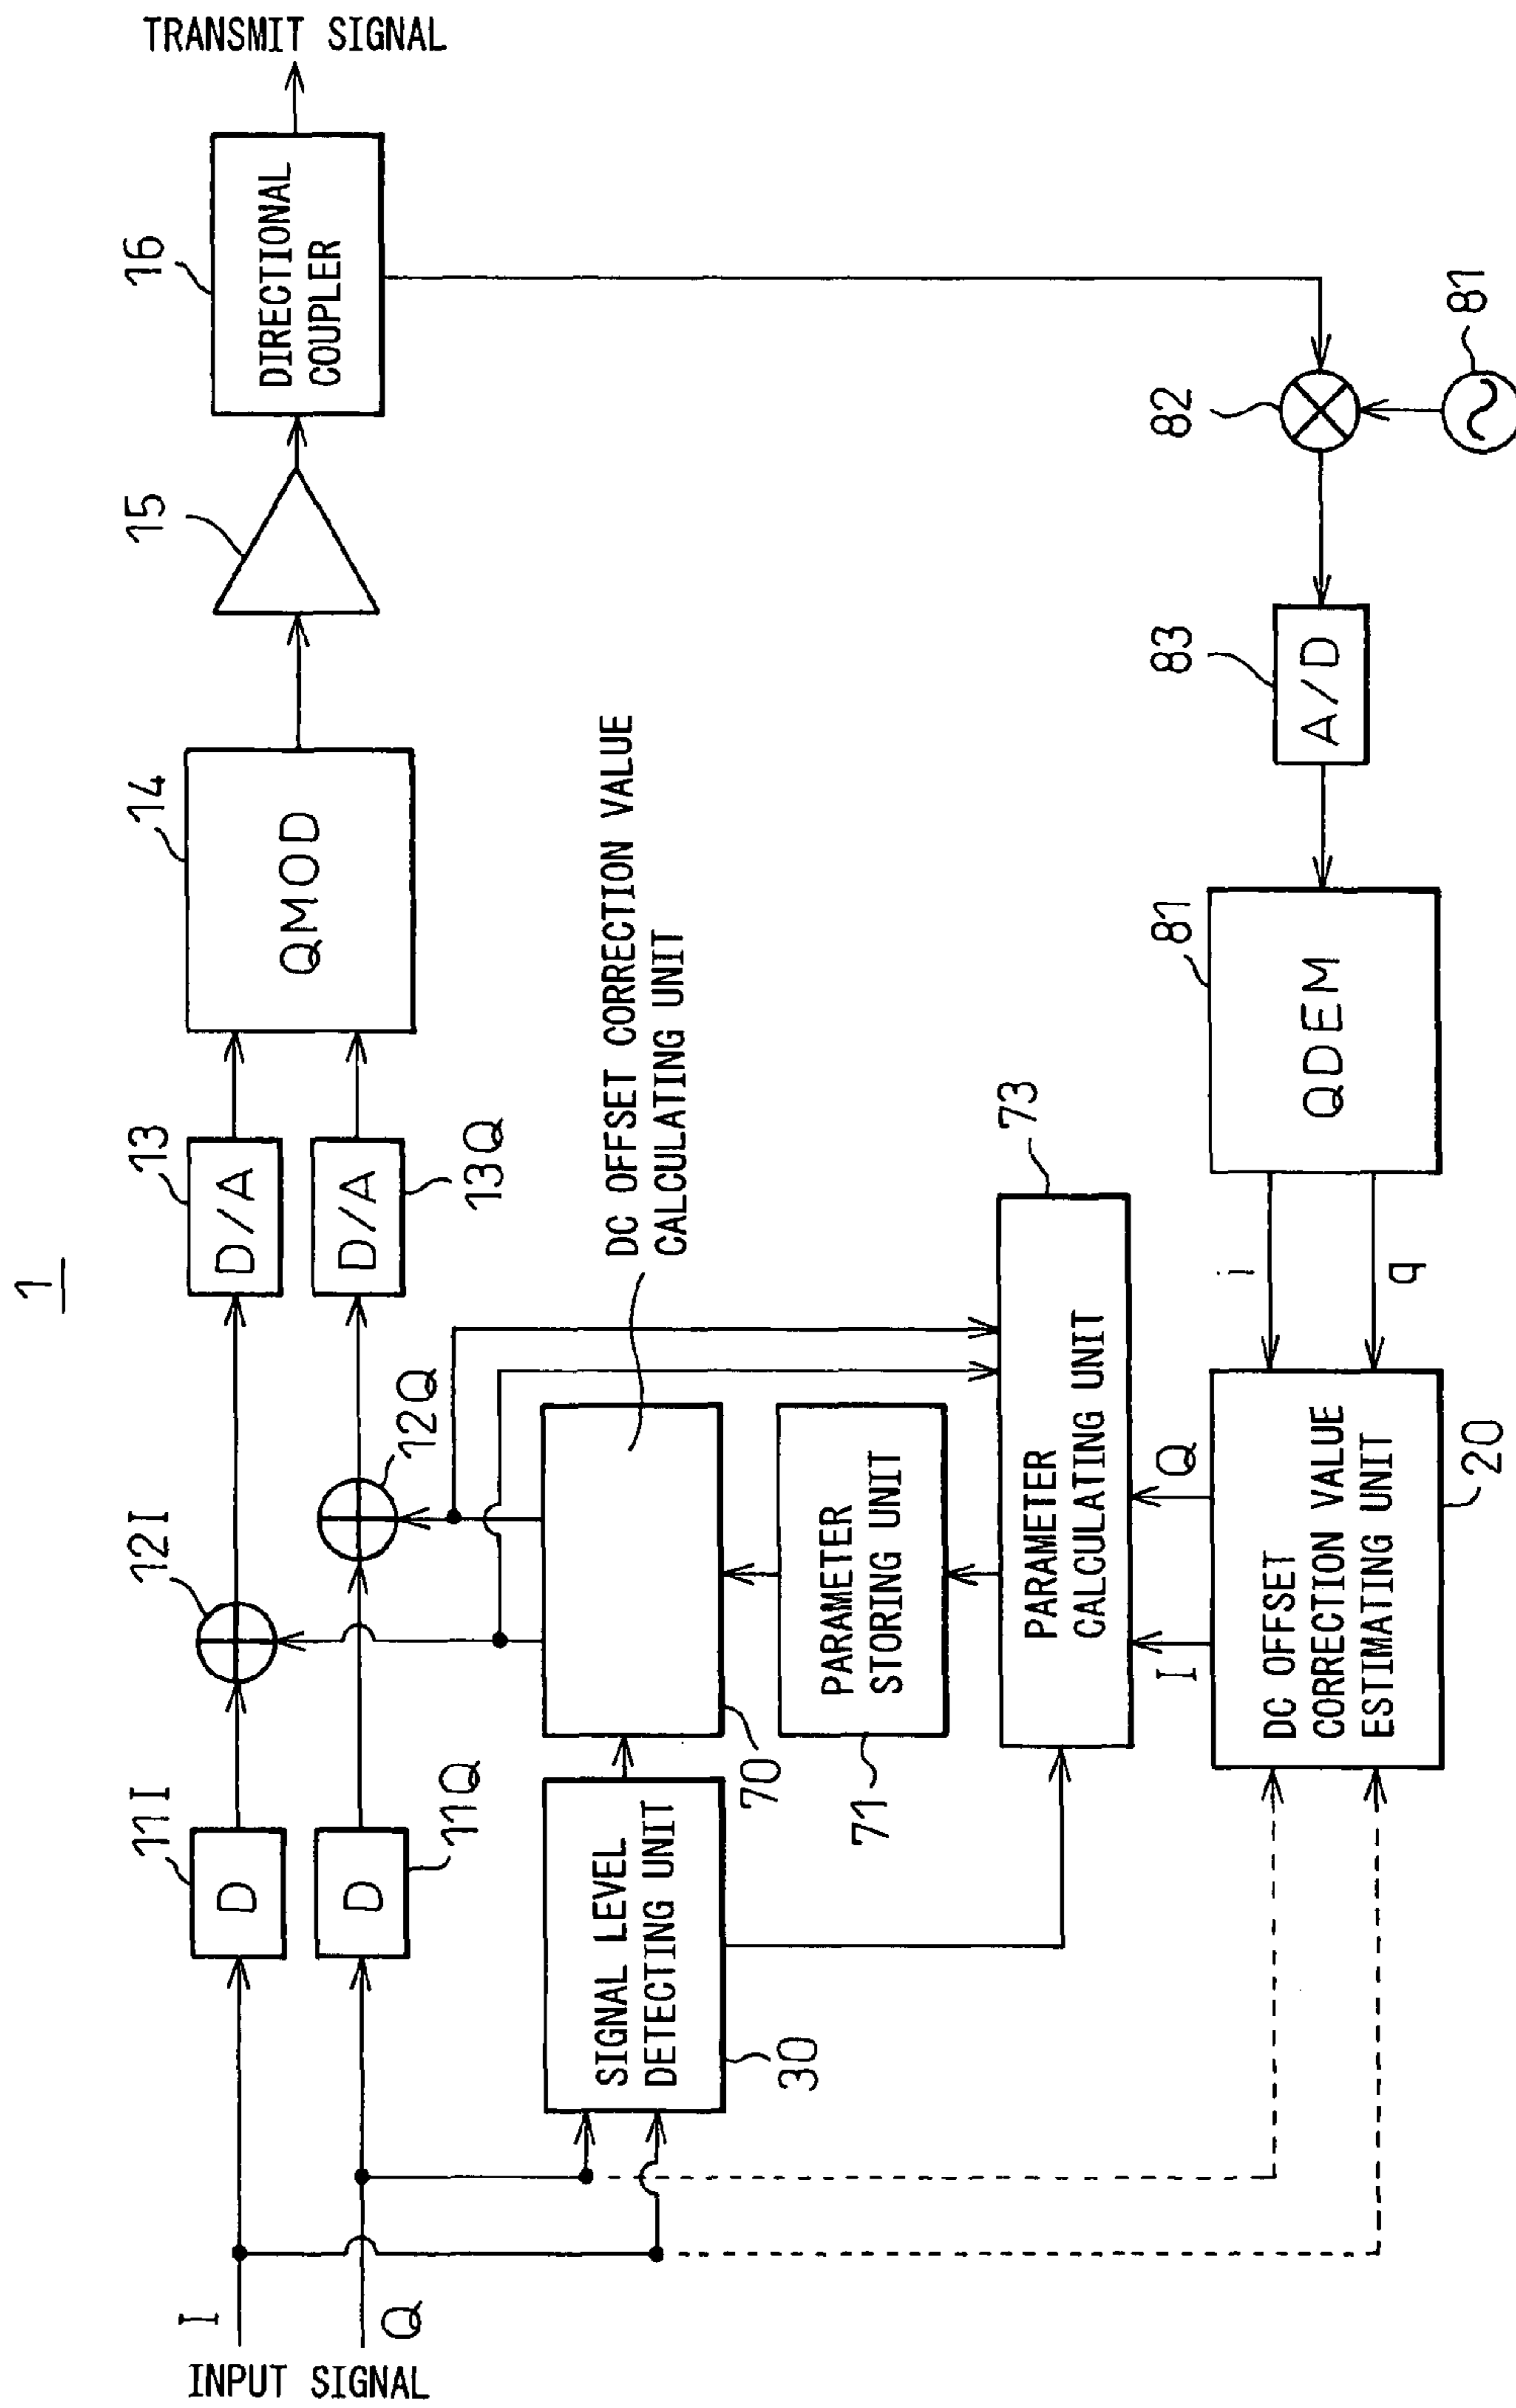 1
INPUT SIGNAL
I
Q
11I
D
11Q
D
12I
12Q
13
D/A
13Q
D/A
14
QMOD
15
16
DIRECTIONAL
COUPLER
TRANSMIT SIGNAL
SIGNAL LEVEL
DETECTING UNIT
30
70
DC OFFSET CORRECTION VALUE
CALCULATING UNIT
PARAMETER
STORING UNIT
71
PARAMETER
CALCULATING UNIT
73
I
Q
DC OFFSET
CORRECTION VALUE
ESTIMATING UNIT
20
i
q
81
QDEM
83
A/D
82
81